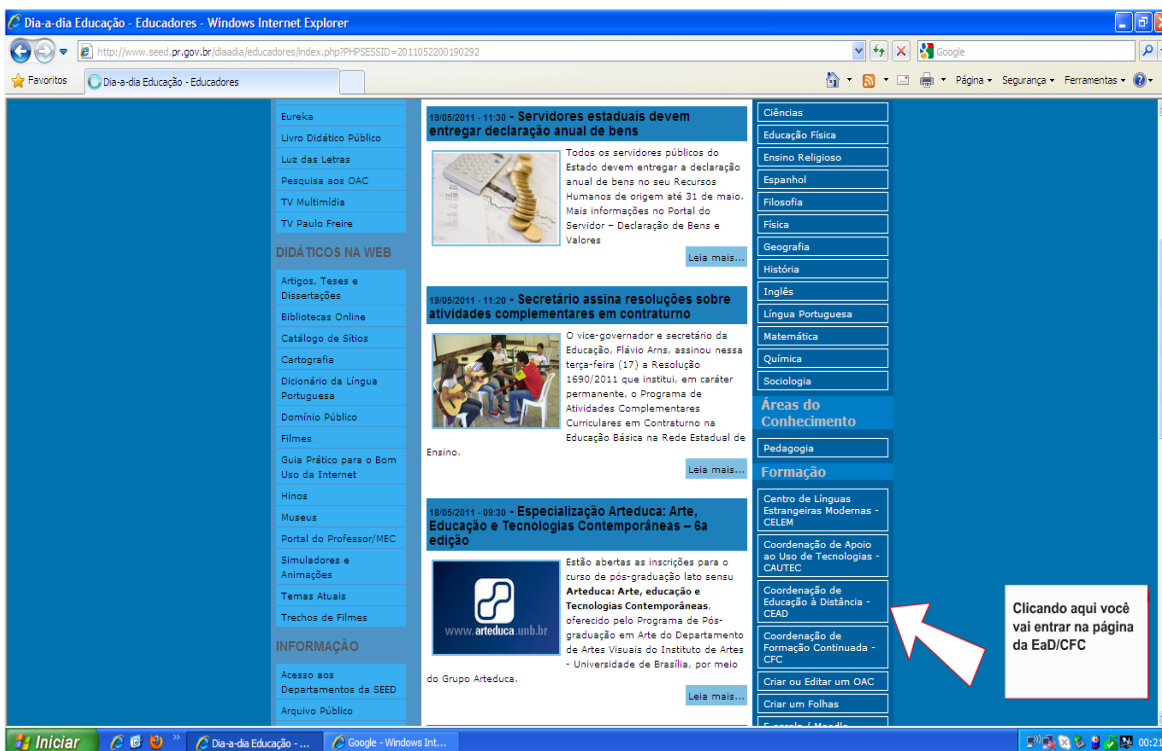 Dia-a-dia Educação - Educadores - Windows Internet Explorer
http://www.seed.pr.gov.br/diaadia/educadores/index.php?PHPSESSID=2011052200190292
Google
Favoritos
Dia-a-dia Educação - Educadores
Página
Segurança
Ferramentas
Eureka
Livro Didático Público
Luz das Letras
Pesquisa aos OAC
TV Multimídia
TV Paulo Freire
DIDÁTICOS NA WEB
Artigos, Teses e
Dissertações
Bibliotecas Online
Catálogo de Sítios
Cartografia
Dicionário da Língua
Portuguesa
Domínio Público
Filmes
Guia Prático para o Bom
Uso da Internet
Hinos
Museus
Portal do Professor/MEC
Simuladores e
Animações
Temas Atuais
Trechos de Filmes
INFORMAÇÃO
Acesso aos
Departamentos da SEED
Arquivo Público
19/05/2011 - 11:30 - Servidores estaduais devem
entregar declaração anual de bens
Todos os servidores públicos do
Estado devem entregar a declaração
anual de bens no seu Recursos
Humanos de origem até 31 de maio.
Mais informações no Portal do
Servidor – Declaração de Bens e
Valores
Leia mais...
19/05/2011 - 11:20 - Secretário assina resoluções sobre
atividades complementares em contraturno
O vice-governador e secretário da
Educação, Flávio Arns, assinou nessa
terça-feira (17) a Resolução
1690/2011 que institui, em caráter
permanente, o Programa de
Atividades Complementares
Curriculares em Contraturno na
Educação Básica na Rede Estadual de
Ensino.
Leia mais...
18/05/2011 - 09:30 - Especialização Arteduca: Arte,
Educação e Tecnologias Contemporâneas – 6a
edição
www.arteduca.unb.br
Estão abertas as inscrições para o
curso de pós-graduação lato sensu
Arteduca: Arte, educação e
Tecnologias Contemporâneas,
oferecido pelo Programa de Pós-
graduação em Arte do Departamento
de Artes Visuais do Instituto de Artes
- Universidade de Brasília, por meio
do Grupo Arteduca.
Leia mais...
Ciências
Educação Física
Ensino Religioso
Espanhol
Filosofia
Física
Geografia
História
Inglês
Língua Portuguesa
Matemática
Química
Sociologia
Áreas do
Conhecimento
Pedagogia
Formação
Centro de Línguas
Estrangeiras Modernas -
CELEM
Coordenação de Apoio
ao Uso de Tecnologias -
CAUTEC
Coordenação de
Educação à Distância -
CEAD
Coordenação de
Formação Continuada -
CFC
Criar ou Editar um OAC
Criar um Folhas
Clicando aqui você
vai entrar na página
da EaD/CFC
Iniciar
Dia-a-dia Educação - ...
Google - Windows Int...
00:21